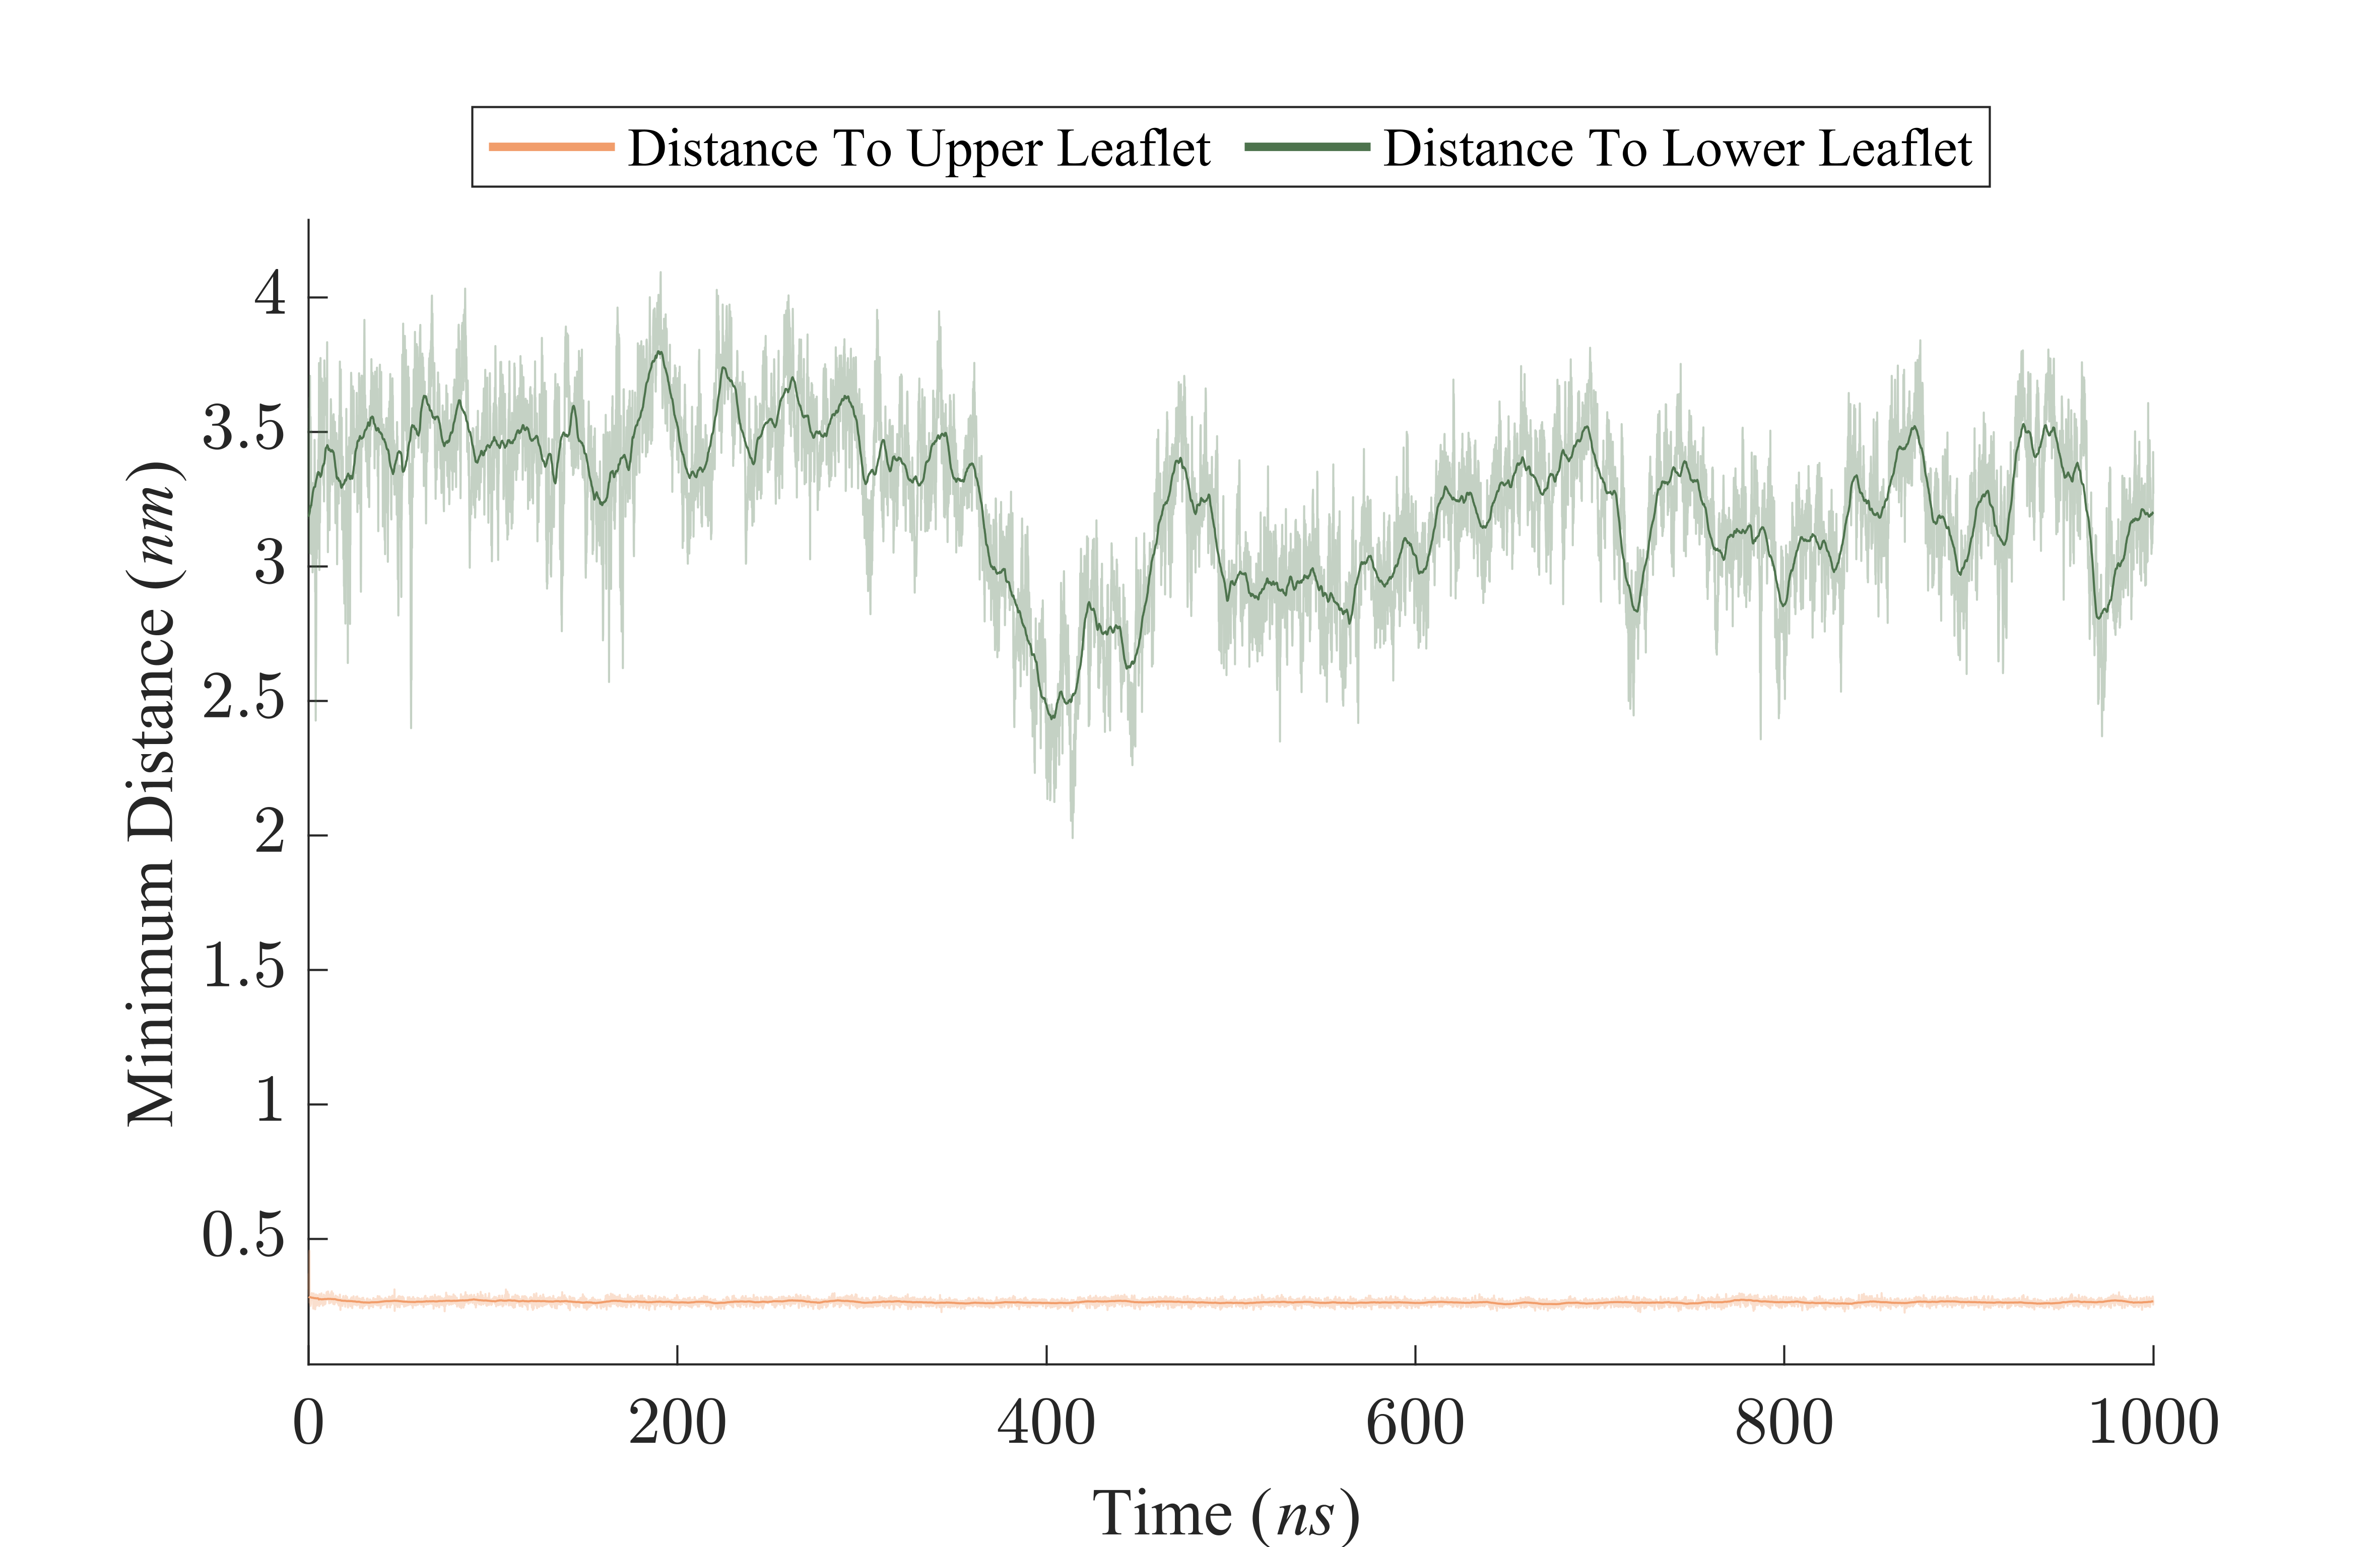 Distance To Upper Leaflet Distance To Lower Leaflet
Minimum Distance (nm)
4
3.5
3
2.5
2
1.5
1
0.5
0 200 400 600 800 1000
Time (ns)